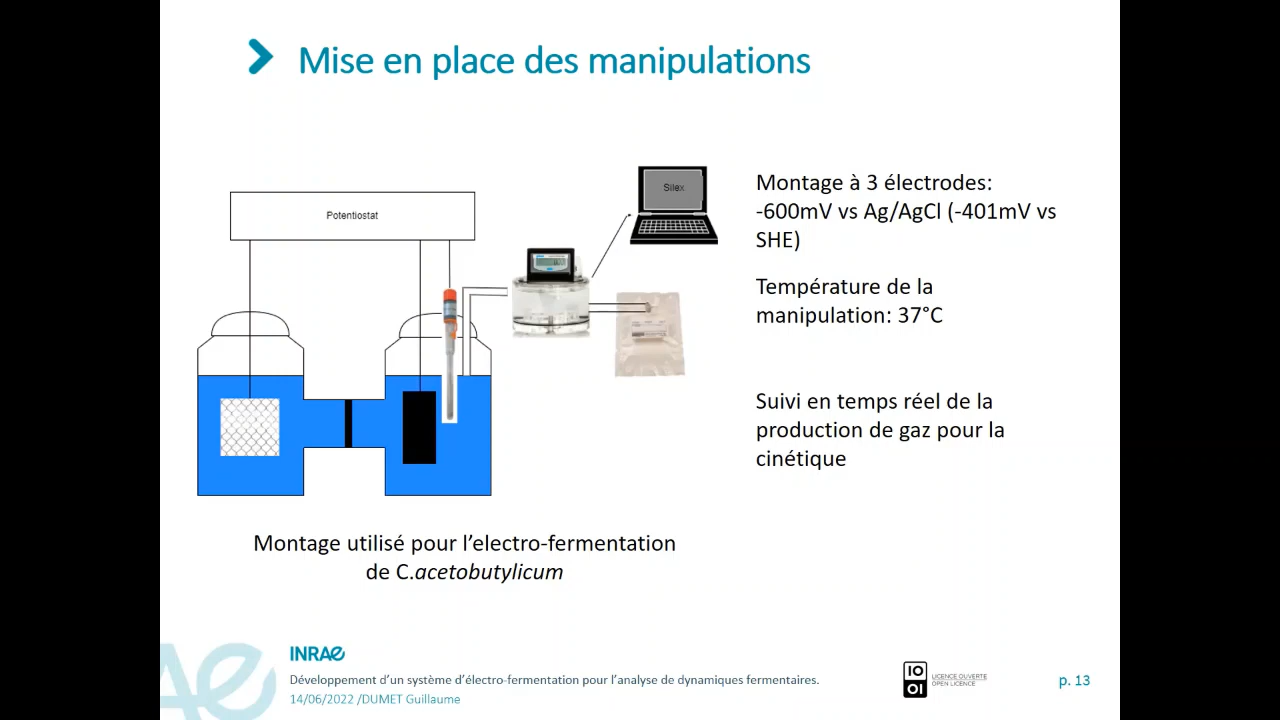 Mise en place des manipulations
Potentiostat
Silex
Montage à 3 électrodes:
-600mV vs Ag/AgCl (-401mV vs
SHE)
Température de la
manipulation: 37°C
Suivi en temps réel de la
production de gaz pour la
cinétique
Montage utilisé pour l’electro-fermentation
de C.acetobutylicum
INRAE
Développement d’un système d’électro-fermentation pour l’analyse de dynamiques fermentaires.
14/06/2022 /DUMET Guillaume
IO
OI
LICENCE OUVERTE
OPEN LICENCE
p. 13